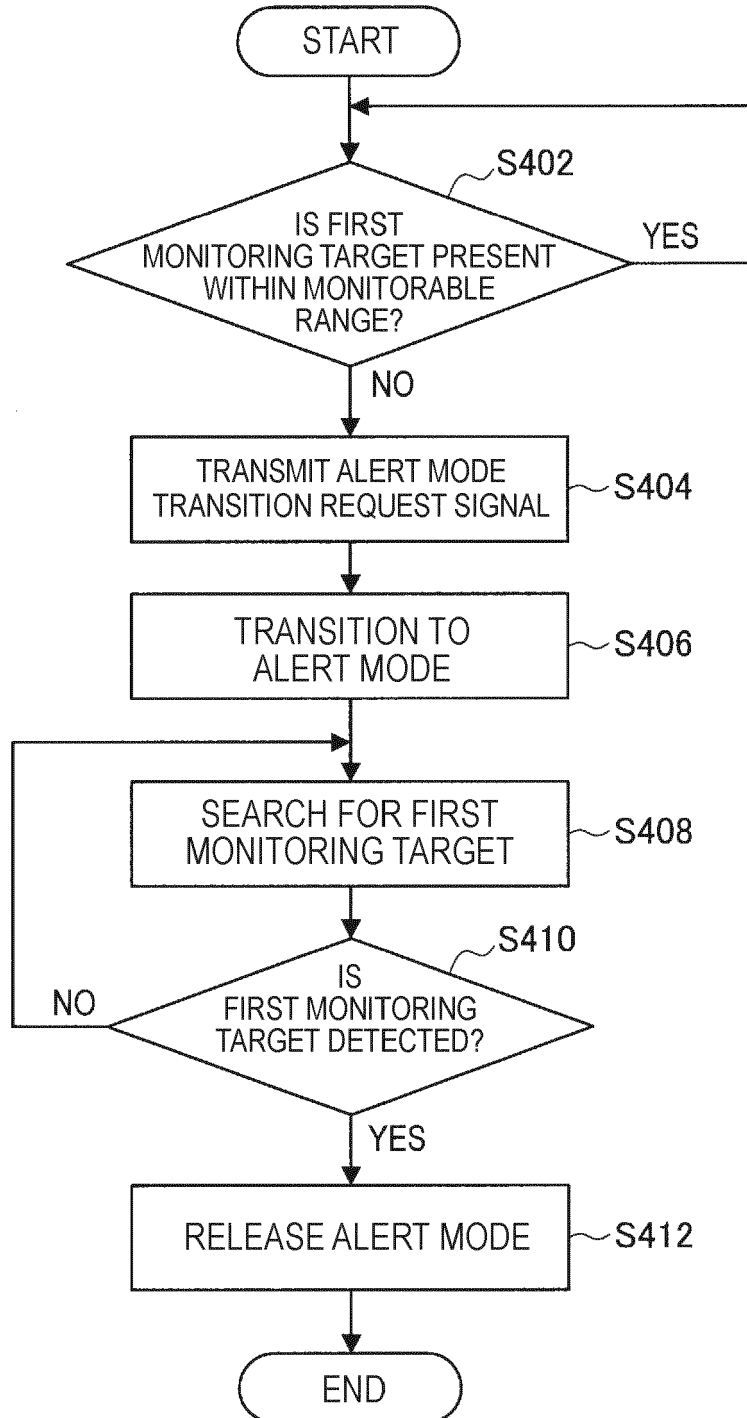 START
S402
IS FIRST
MONITORING TARGET PRESENT
WITHIN MONITORABLE
RANGE?
YES
NO
TRANSMIT ALERT MODE
TRANSITION REQUEST SIGNAL
S404
TRANSITION TO
ALERT MODE
S406
SEARCH FOR FIRST
MONITORING TARGET
S408
S410
IS
FIRST MONITORING
TARGET DETECTED?
NO
YES
RELEASE ALERT MODE
S412
END